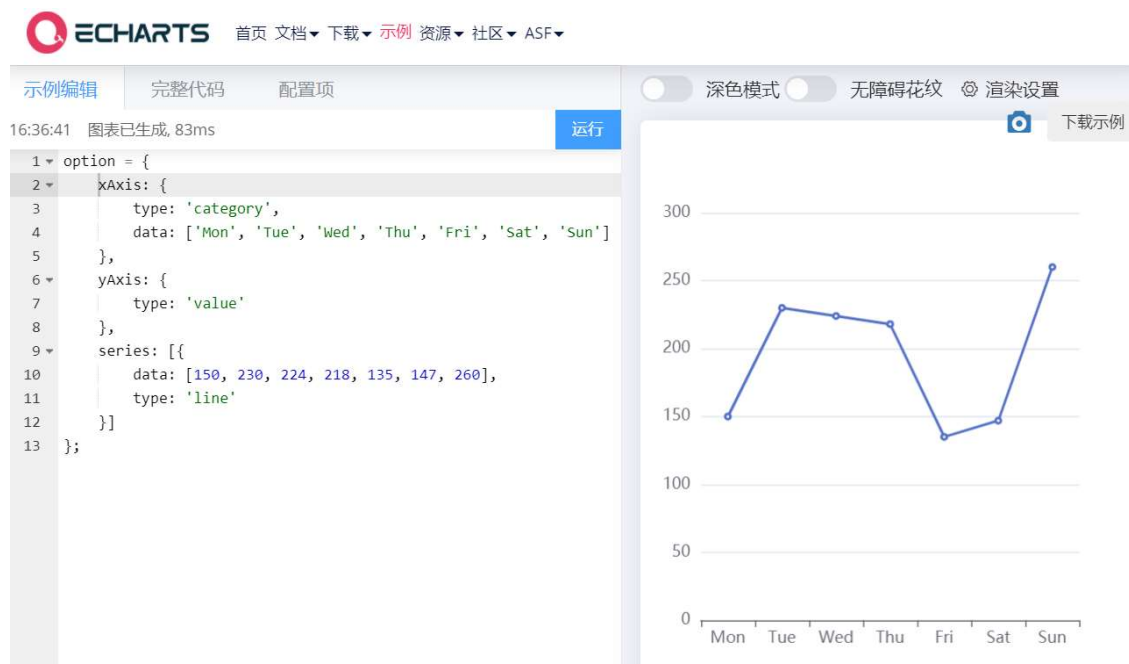 ECHARTS 首页 文档 下载 示例 资源 社区 ASF
示例编辑 完整代码 配置项
16:36:41 图表已生成, 83ms 运行
1 option = {
2 xAxis: {
3 type: 'category',
4 data: ['Mon', 'Tue', 'Wed', 'Thu', 'Fri', 'Sat', 'Sun']
5 },
6 yAxis: {
7 type: 'value'
8 },
9 series: [{
10 data: [150, 230, 224, 218, 135, 147, 260],
11 type: 'line'
12 }]
13 };
深色模式 无障碍花纹 渲染设置
下载示例
300
250
200
150
100
50
0
Mon Tue Wed Thu Fri Sat Sun